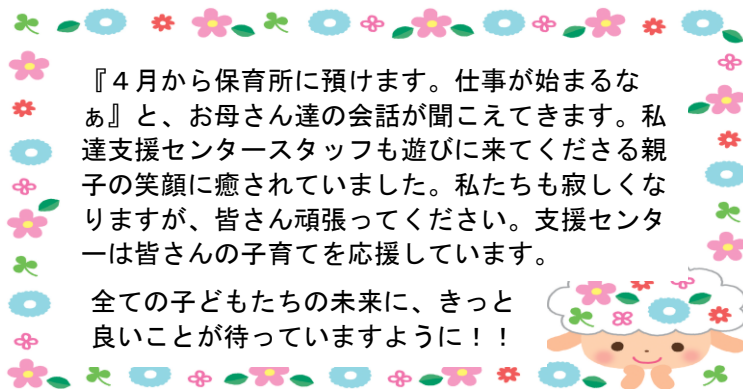 『４月から保育所に預けます。仕事が始まるな
ぁ』と、お母さん達の会話が聞こえてきます。私
達支援センタースタッフも遊びに来てくださる親
子の笑顔に癒されていました。私たちも寂しくな
りますが、皆さん頑張ってください。支援センタ
ーは皆さんの子育てを応援しています。
全ての子どもたちの未来に、きっと
良いことが待っていますように！！